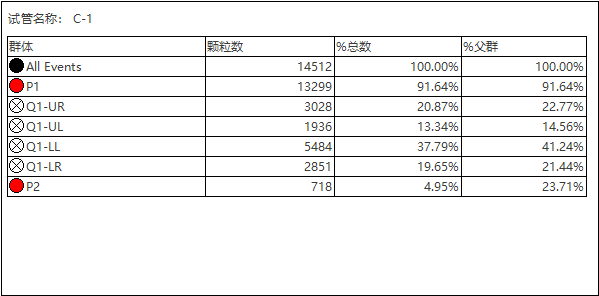 试管名称： C-1
群体 颗粒数 %总数 %父群
All Events 14512 100.00% 100.00%
P1 13299 91.64% 91.64%
Q1-UR 3028 20.87% 22.77%
Q1-UL 1936 13.34% 14.56%
Q1-LL 5484 37.79% 41.24%
Q1-LR 2851 19.65% 21.44%
P2 718 4.95% 23.71%